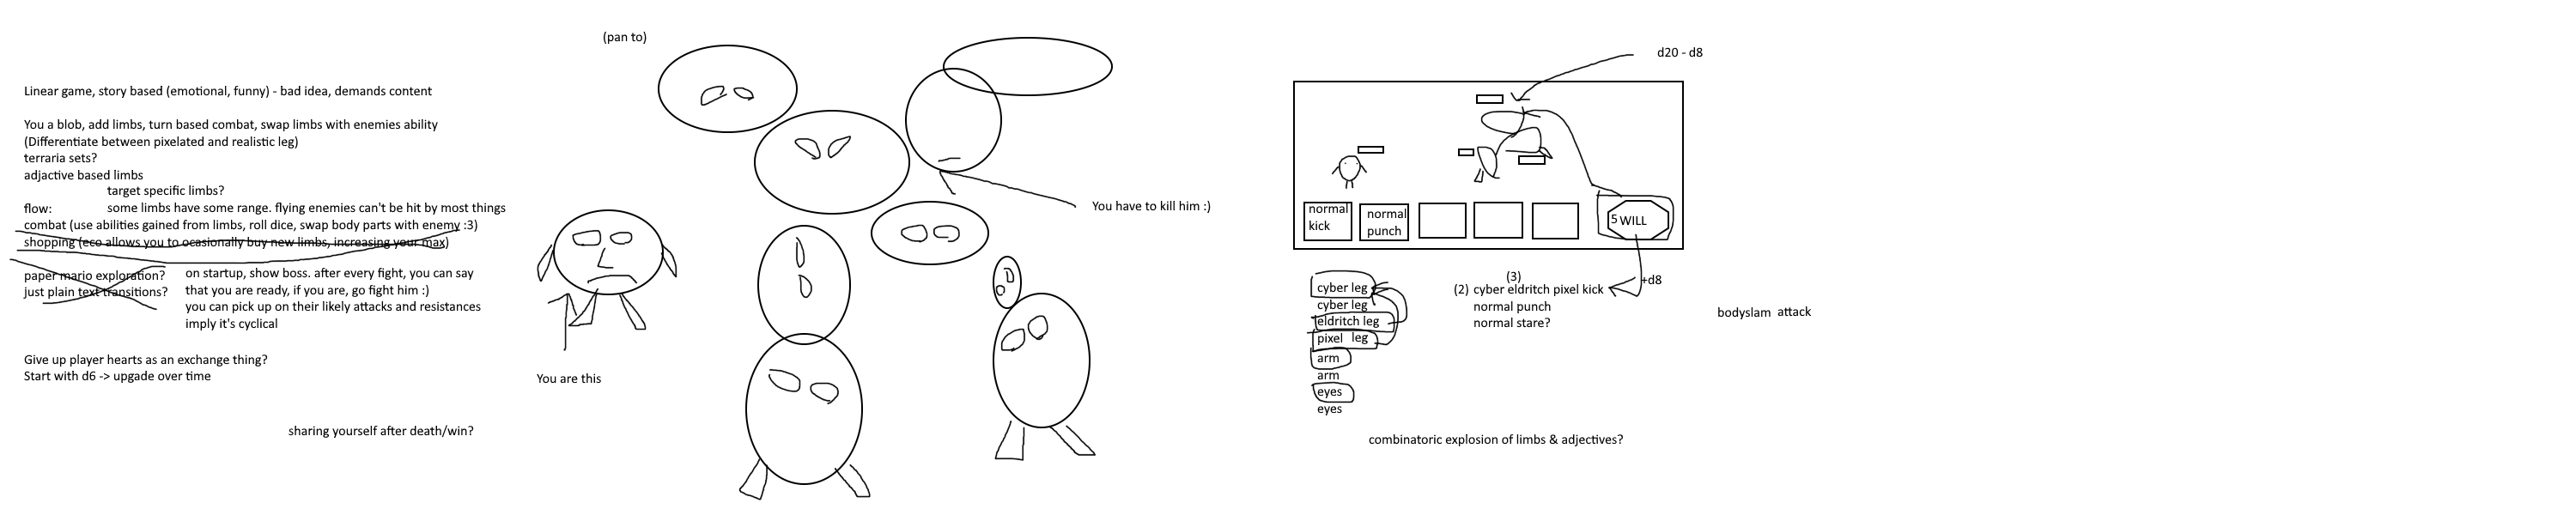 Linear game, story based (emotional, funny) - bad idea, demands content
You a blob, add limbs, turn based combat, swap limbs with enemies ability
(Differentiate between pixelated and realistic leg)
terraria sets?
adjactive based limbs
target specific limbs?
flow:
some limbs have some range. flying enemies can't be hit by most things
combat (use abilities gained from limbs, roll dice, swap body parts with enemy :3)
shopping (eco allows you to ocasionally buy new limbs, increasing your max)
paper mario exploration?
just plain text transitions?
on startup, show boss. after every fight, you can say
that you are ready, if you are, go fight him :)
you can pick up on their likely attacks and resistances
imply it's cyclical
Give up player hearts as an exchange thing?
Start with d6 -> upgade over time
sharing yourself after death/win?
(pan to)
You are this
You have to kill him :)
d20 - d8
normal
kick
normal
punch
5 WILL
+d8
(3)
(2) cyber eldritch pixel kick
normal punch
normal stare?
cyber leg
cyber leg
eldritch leg
pixel leg
arm
arm
eyes
eyes
combinatoric explosion of limbs & adjectives?
bodyslam attack